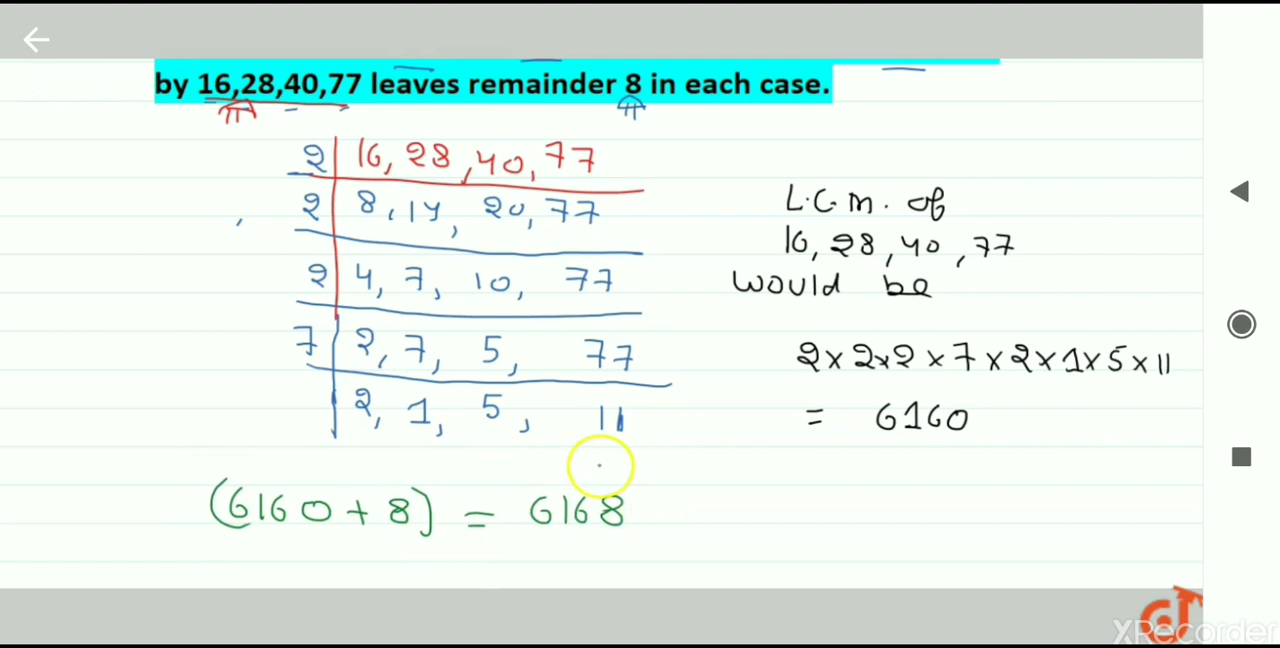 by 16,28,40,77 leaves remainder 8 in each case.
2 16, 28, 40, 77
2 8, 14, 20, 77
2 4, 7, 10, 77
7 2, 7, 5, 77
2, 1, 5, 11
L.C.M. of
16, 28, 40, 77
would be
2×2×2×7×2×1×5×11
= 6160
(6160+8) = 6168
XRecorder